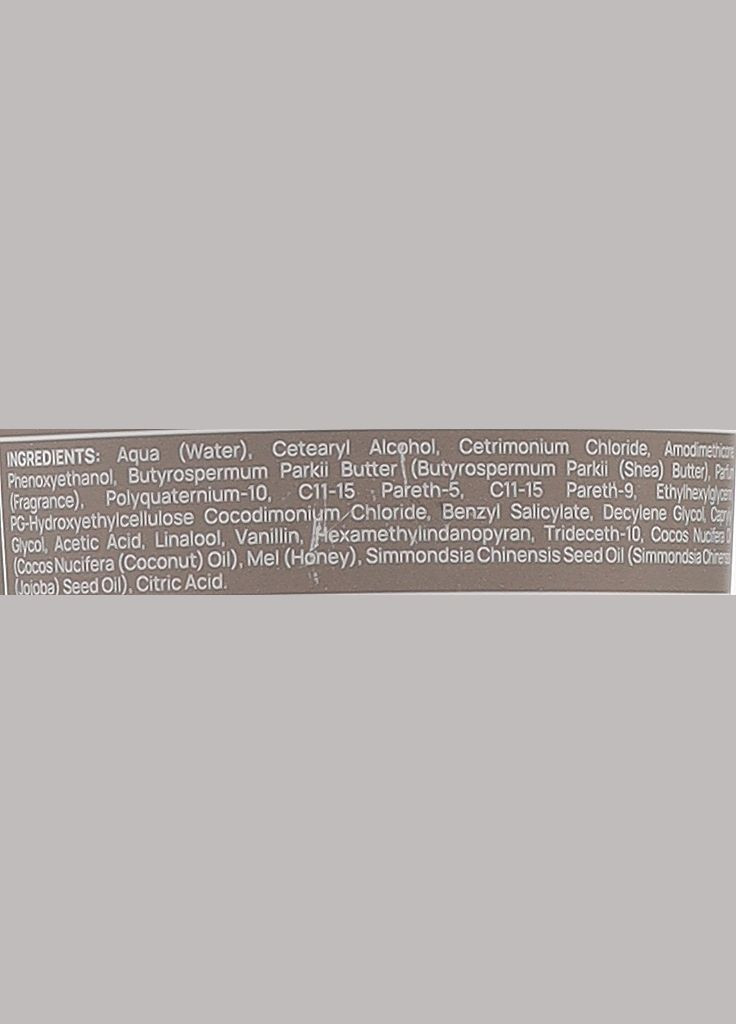 INGREDIENTS: Aqua (Water), Cetearyl Alcohol, Cetrimonium Chloride, Amodimethicone
Phenoxyethanol, Butyrospermum Parkii Butter (Butyrospermum Parkii (Shea) Butter), Parfum
(Fragrance), Polyquaternium-10, C11-15 Pareth-5, C11-15 Pareth-9,
PG-Hydroxyethylcellulose Cocodimonium Chloride, Benzyl Salicylate, Decylene Glycol,
Glycol, Acetic Acid, Linalool, Vanillin, Hexamethylindanopyran, Trideceth-10, Cocos Nucifera
(Cocos Nucifera (Coconut) Oil), Mel (Honey), Simmondsia Chinensis Seed Oil (Simmondsia
(Jojoba) Seed Oil), Citric Acid.